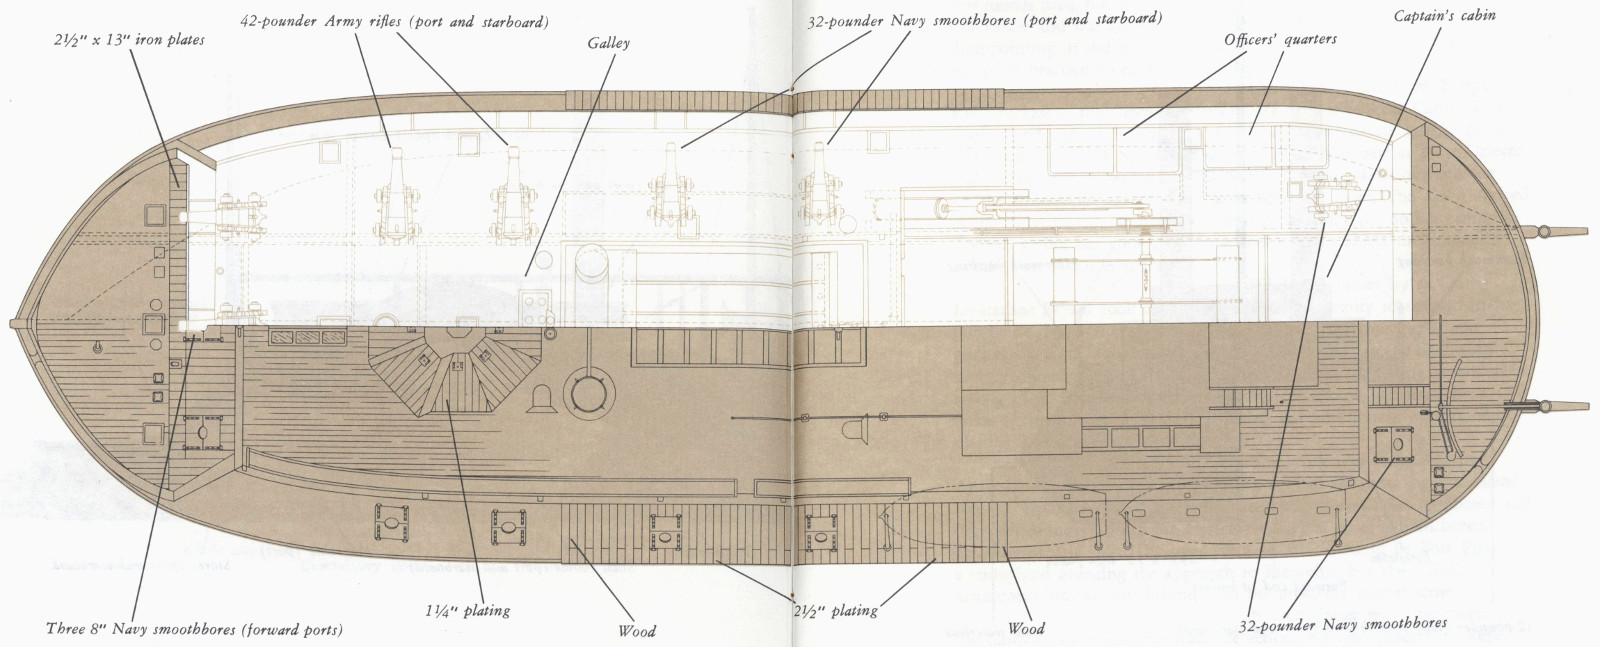 2½" x 13" iron plates
42-pounder Army rifles (port and starboard)
Galley
32-pounder Navy smoothbores (port and starboard)
Officers' quarters
Captain's cabin
Three 8" Navy smoothbores (forward ports)
1¼" plating
Wood
2½" plating
Wood
32-pounder Navy smoothbores